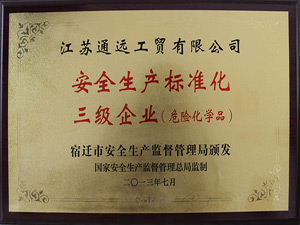 江苏通远工贸有限公司
安全生产标准化
三级企业（危险化学品）
宿迁市安全生产监督管理局颁发
国家安全生产监督管理总局监制
二〇一三年七月